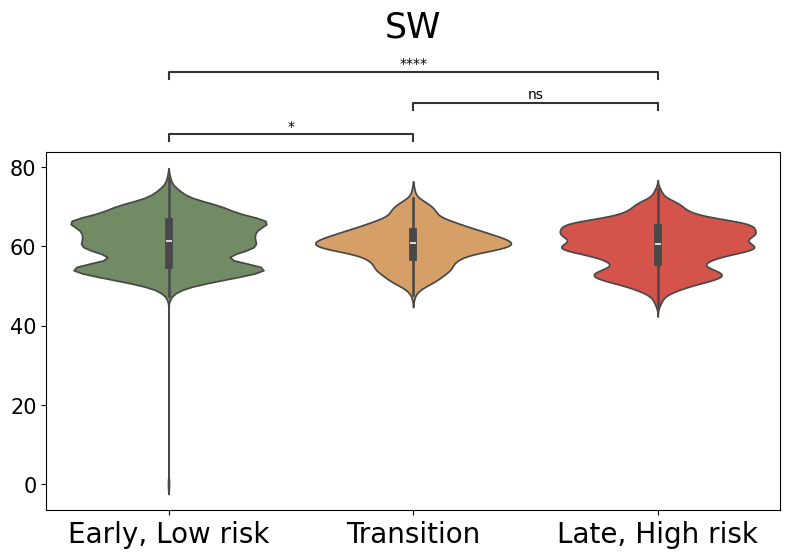 SW
****
ns
*
80
60
40
20
0
Early, Low risk
Transition
Late, High risk